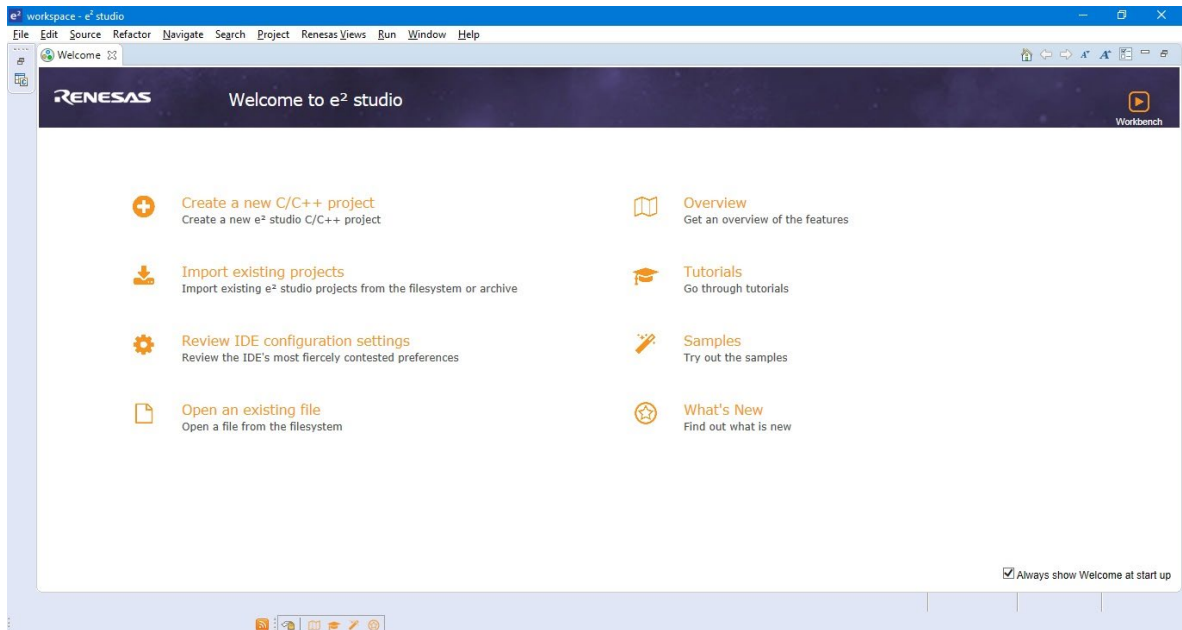 workspace - e² studio
File Edit Source Refactor Navigate Search Project Renesas Views Run Window Help
Welcome
RENESAS
Welcome to e² studio
Workbench
Create a new C/C++ project
Create a new e² studio C/C++ project
Import existing projects
Import existing e² studio projects from the filesystem or archive
Review IDE configuration settings
Review the IDE's most fiercely contested preferences
Open an existing file
Open a file from the filesystem
Overview
Get an overview of the features
Tutorials
Go through tutorials
Samples
Try out the samples
What's New
Find out what is new
Always show Welcome at start up